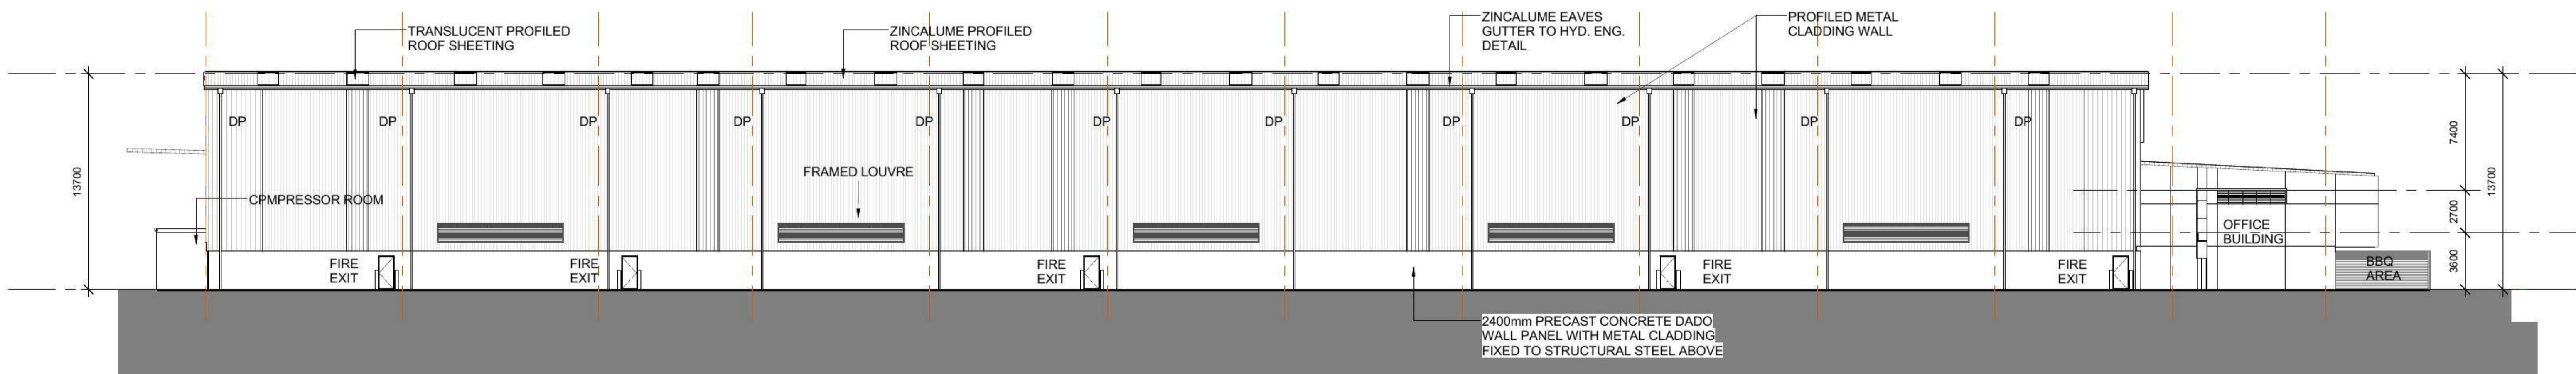 TRANSLUCENT PROFILED
ROOF SHEETING
ZINCALUME PROFILED
ROOF SHEETING
ZINCALUME EAVES
GUTTER TO HYD. ENG.
DETAIL
PROFILED METAL
CLADDING WALL
DP
DP
DP
DP
DP
DP
DP
DP
DP
DP
DP
13700
7400
13700
2700
3600
FRAMED LOUVRE
CPMPRESSOR ROOM
OFFICE
BUILDING
FIRE
EXIT
FIRE
EXIT
FIRE
EXIT
FIRE
EXIT
FIRE
EXIT
BBQ
AREA
2400mm PRECAST CONCRETE DADO
WALL PANEL WITH METAL CLADDING
FIXED TO STRUCTURAL STEEL ABOVE